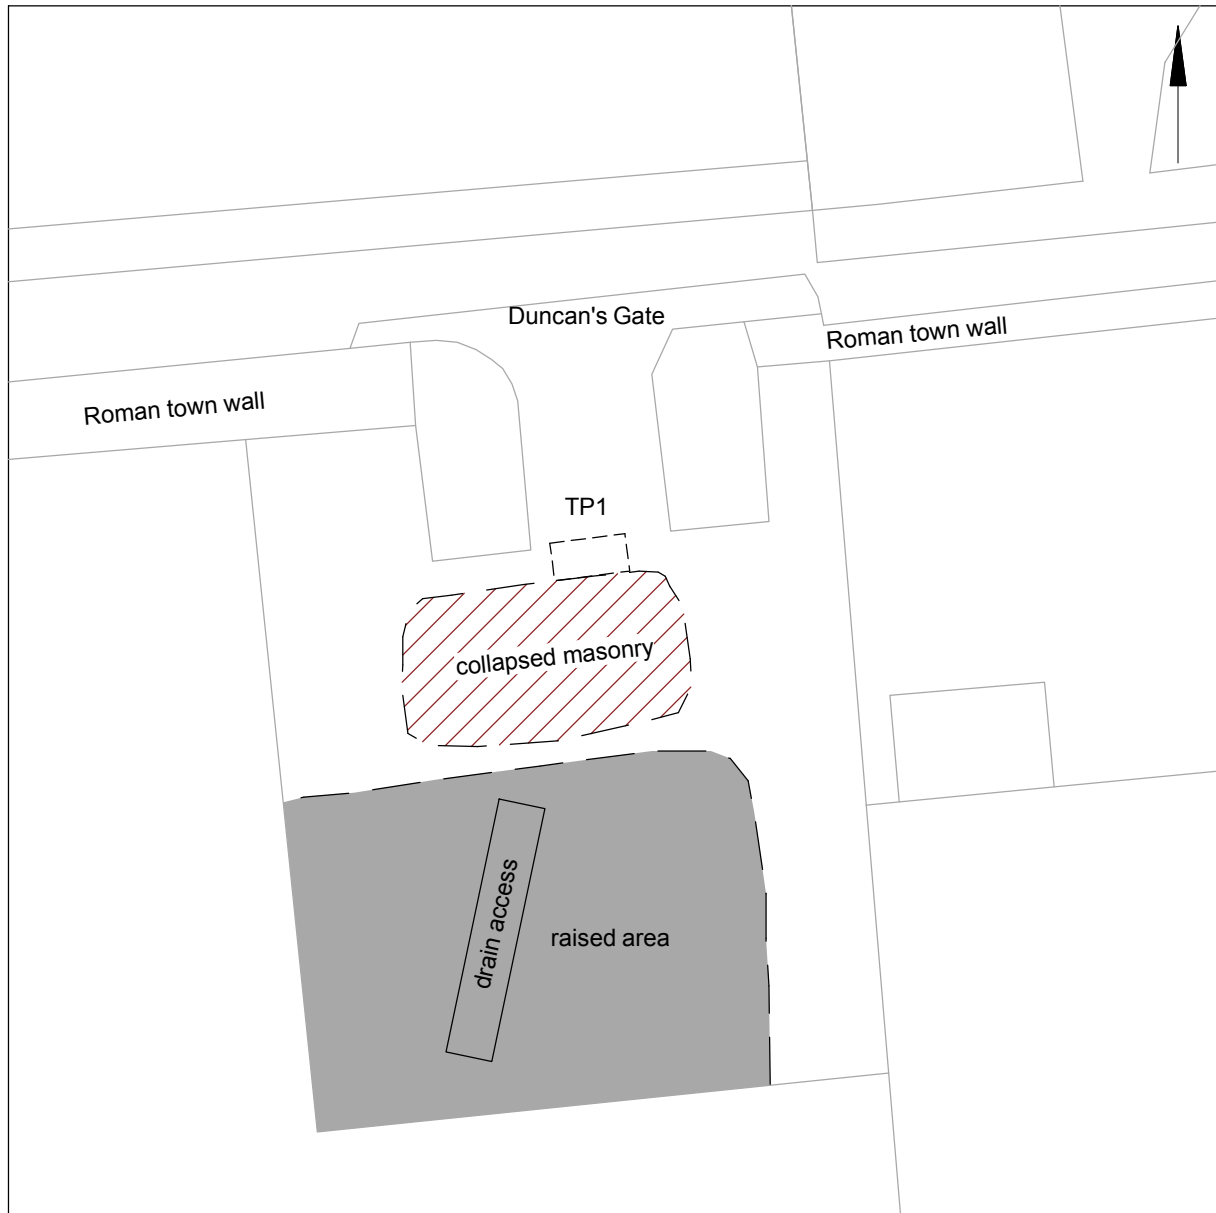 Duncan's Gate
Roman town wall
Roman town wall
TP1
collapsed masonry
drain access
raised area